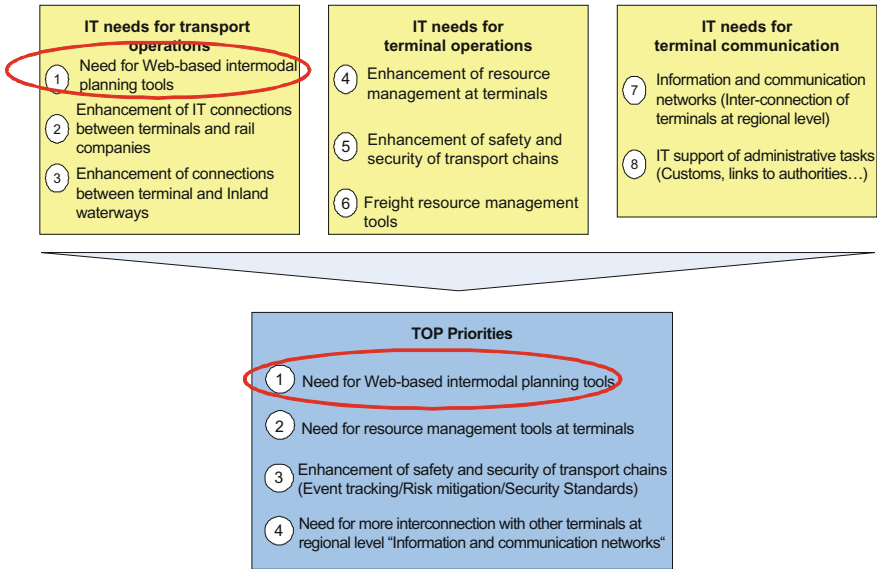 IT needs for transport
operations
1 Need for Web-based intermodal
planning tools
2 Enhancement of IT connections
between terminals and rail
companies
3 Enhancement of connections
between terminal and Inland
waterways
IT needs for
terminal operations
4 Enhancement of resource
management at terminals
5 Enhancement of safety and
security of transport chains
6 Freight resource management
tools
IT needs for
terminal communication
7 Information and communication
networks (Inter-connection of
terminals at regional level)
8 IT support of administrative tasks
(Customs, links to authorities…)
TOP Priorities
1 Need for Web-based intermodal planning tools
2 Need for resource management tools at terminals
3 Enhancement of safety and security of transport chains
(Event tracking/Risk mitigation/Security Standards)
4 Need for more interconnection with other terminals at
regional level “Information and communication networks“